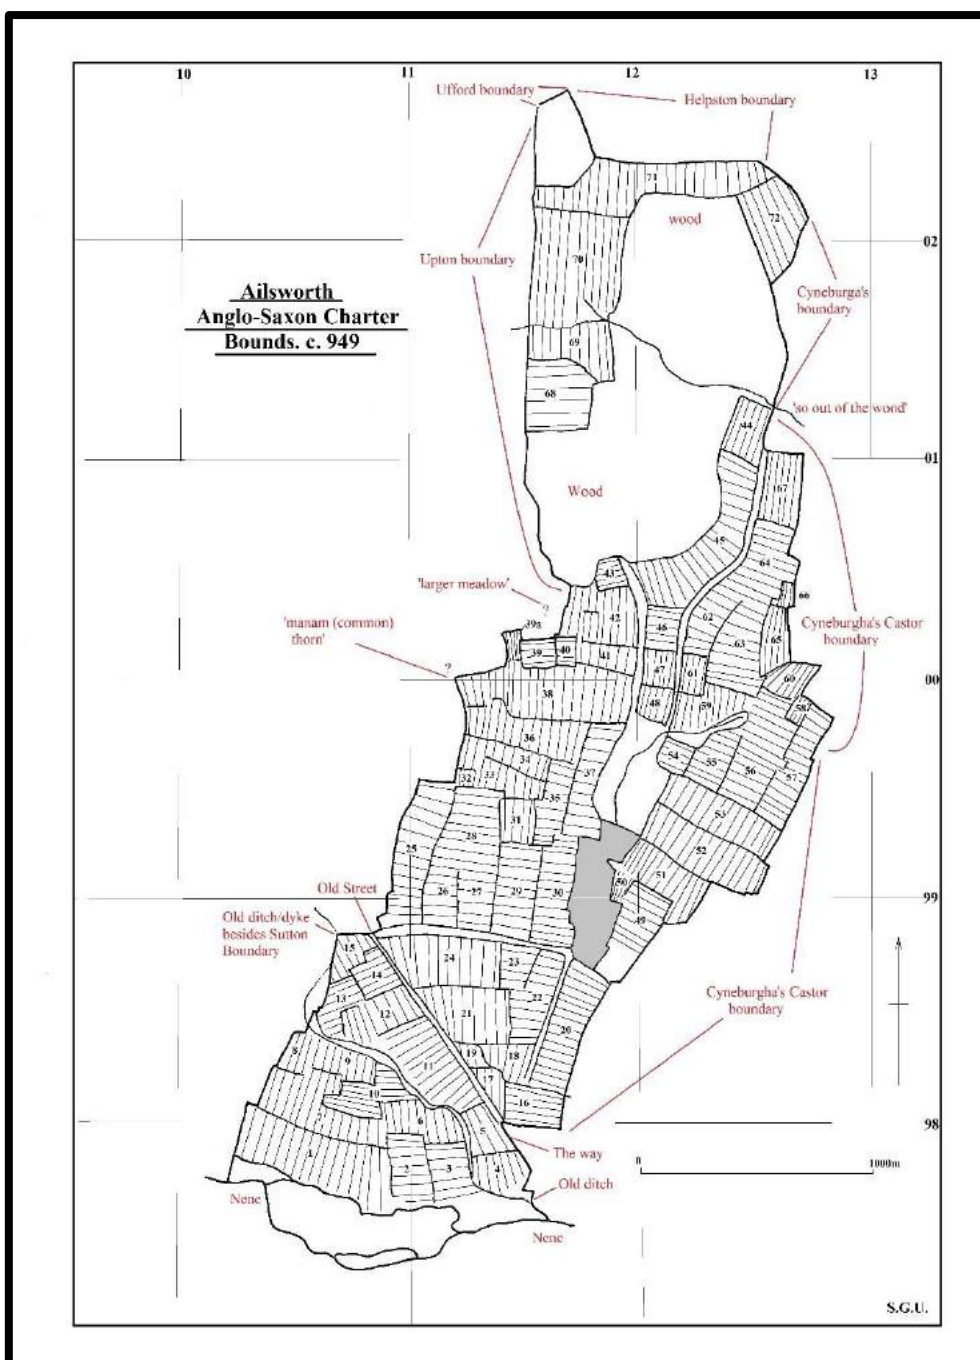 10
11
12
13
Ufford boundary
Helpston boundary
71
wood
72
02
Upton boundary
70
Cyneburga's
boundary
Ailsworth
Anglo-Saxon Charter
Bounds. c. 949
69
68
'so out of the wood'
44
01
67
Wood
45
64
43
'larger meadow'
66
?
42
'manam (common)
thorn'
39a
46
62
Cyneburgha's Castor
boundary
63
65
39
40
41
?
47
61
60
00
38
48
59
58
36
54
55
56
57
34
37
32
33
35
53
31
28
25
52
51
50
Old Street
26
27
29
30
99
49
Old ditch/dyke
besides Sutton
Boundary
15
24
23
14
Cyneburgha's Castor
boundary
13
22
12
21
20
8
19
18
9
11
17
10
16
7
6
5
98
1
The way
2
3
4
0
1000m
Old ditch
Nene
Nene
S.G.U.